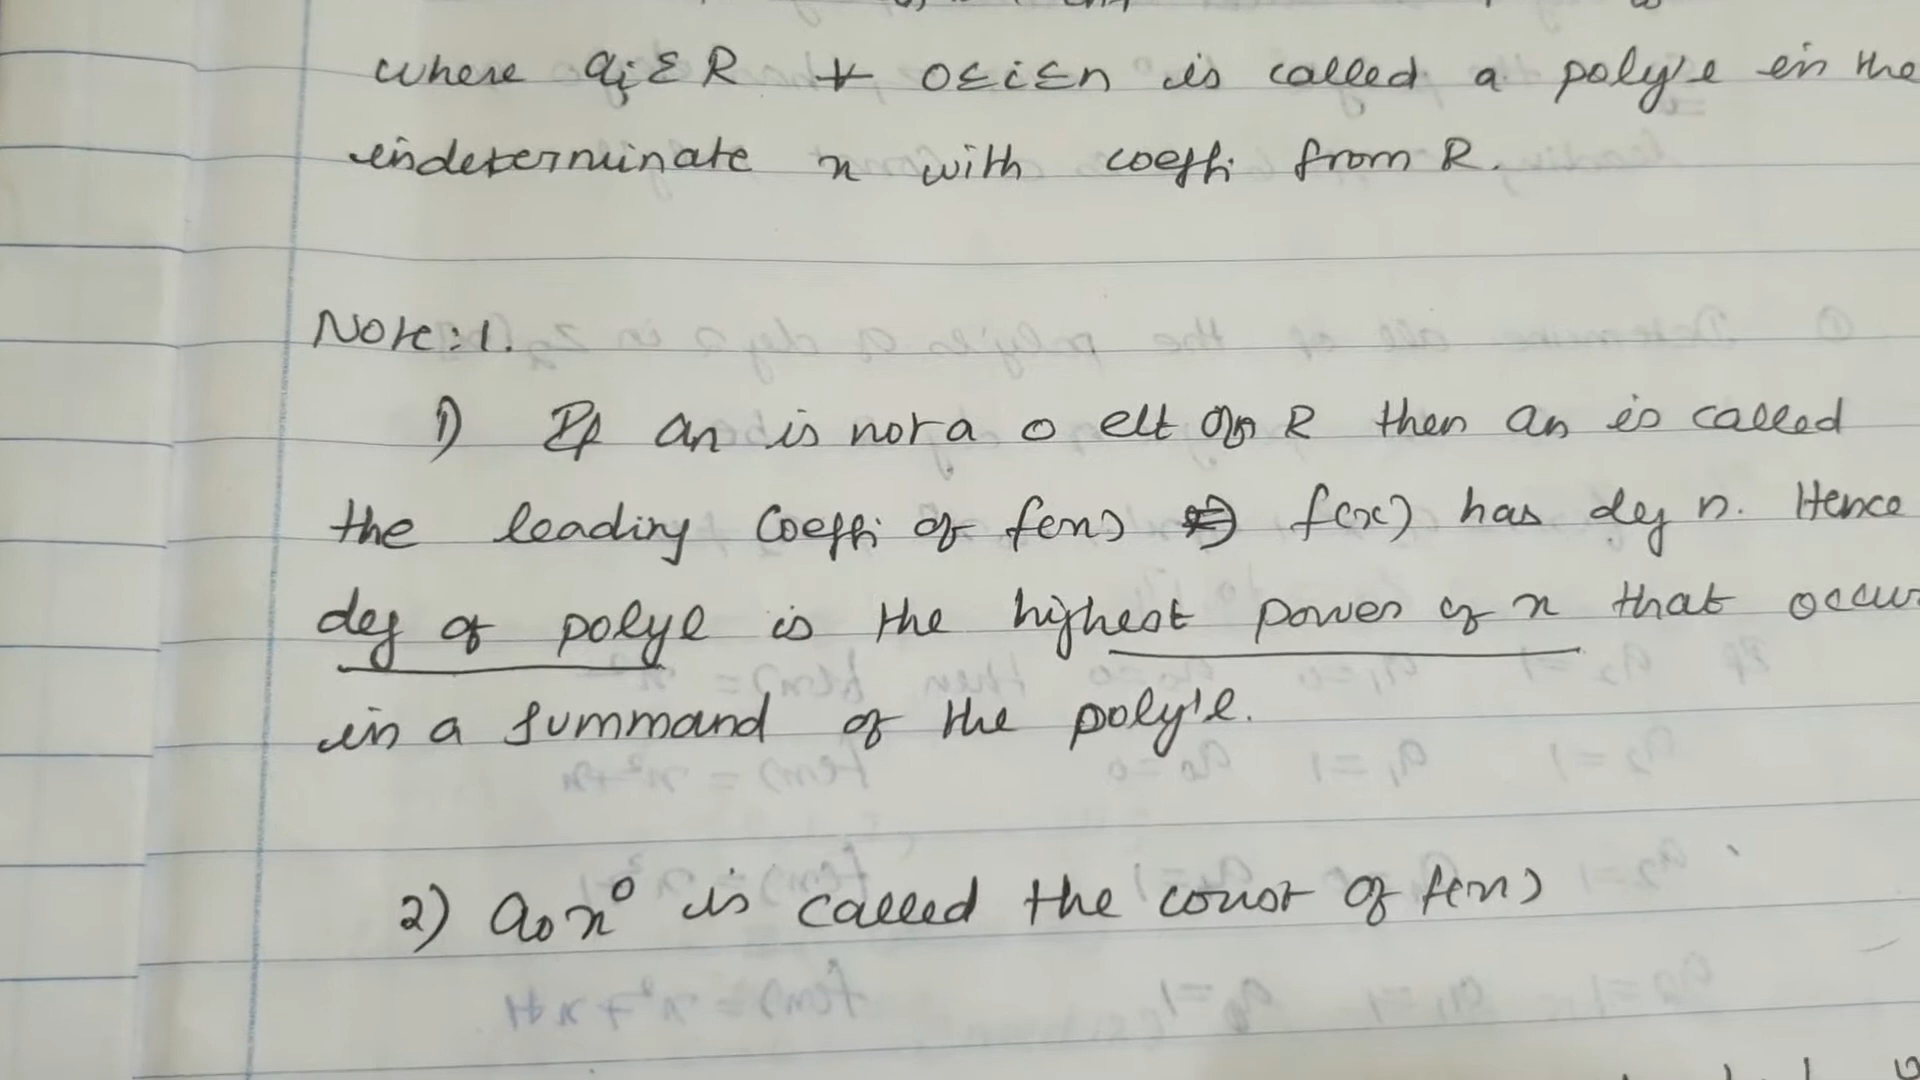 where ai ε R ∀ 0≤i≤n is called a poly'l in the
indeterminate x with coeffi from R.
Note:1.
1) If an is not a 0 elt of R then an is called
the leading coeffi of f(x) ⇒ f(x) has deg n. Hence
deg of polyl is the highest power of x that occur
in a summand of the poly'l.
2) a₀x⁰ is called the const of f(x)